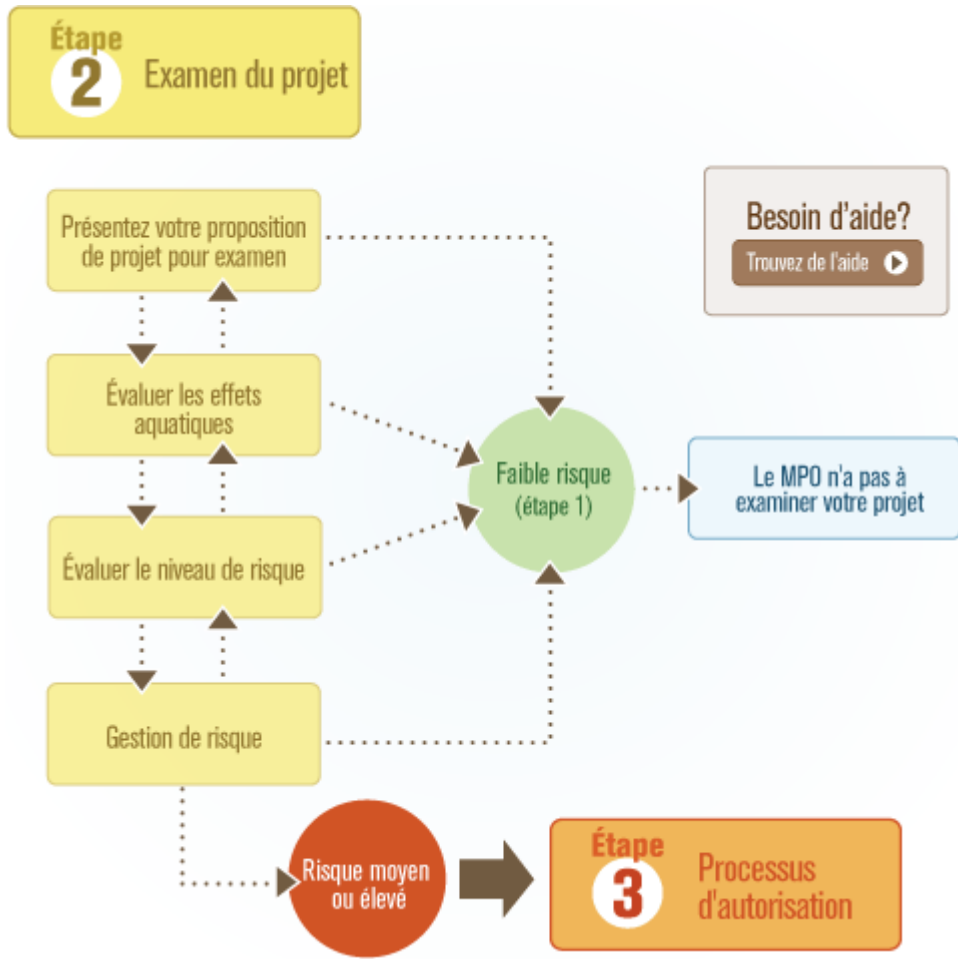 Étape
2
Examen du projet
Besoin d'aide?
Trouvez de l'aide
Présentez votre proposition
de projet pour examen
Évaluer les effets
aquatiques
Évaluer le niveau de risque
Gestion de risque
Faible risque
(étape 1)
Le MPO n'a pas à
examiner votre projet
Risque moyen
ou élevé
Étape
3
Processus
d'autorisation